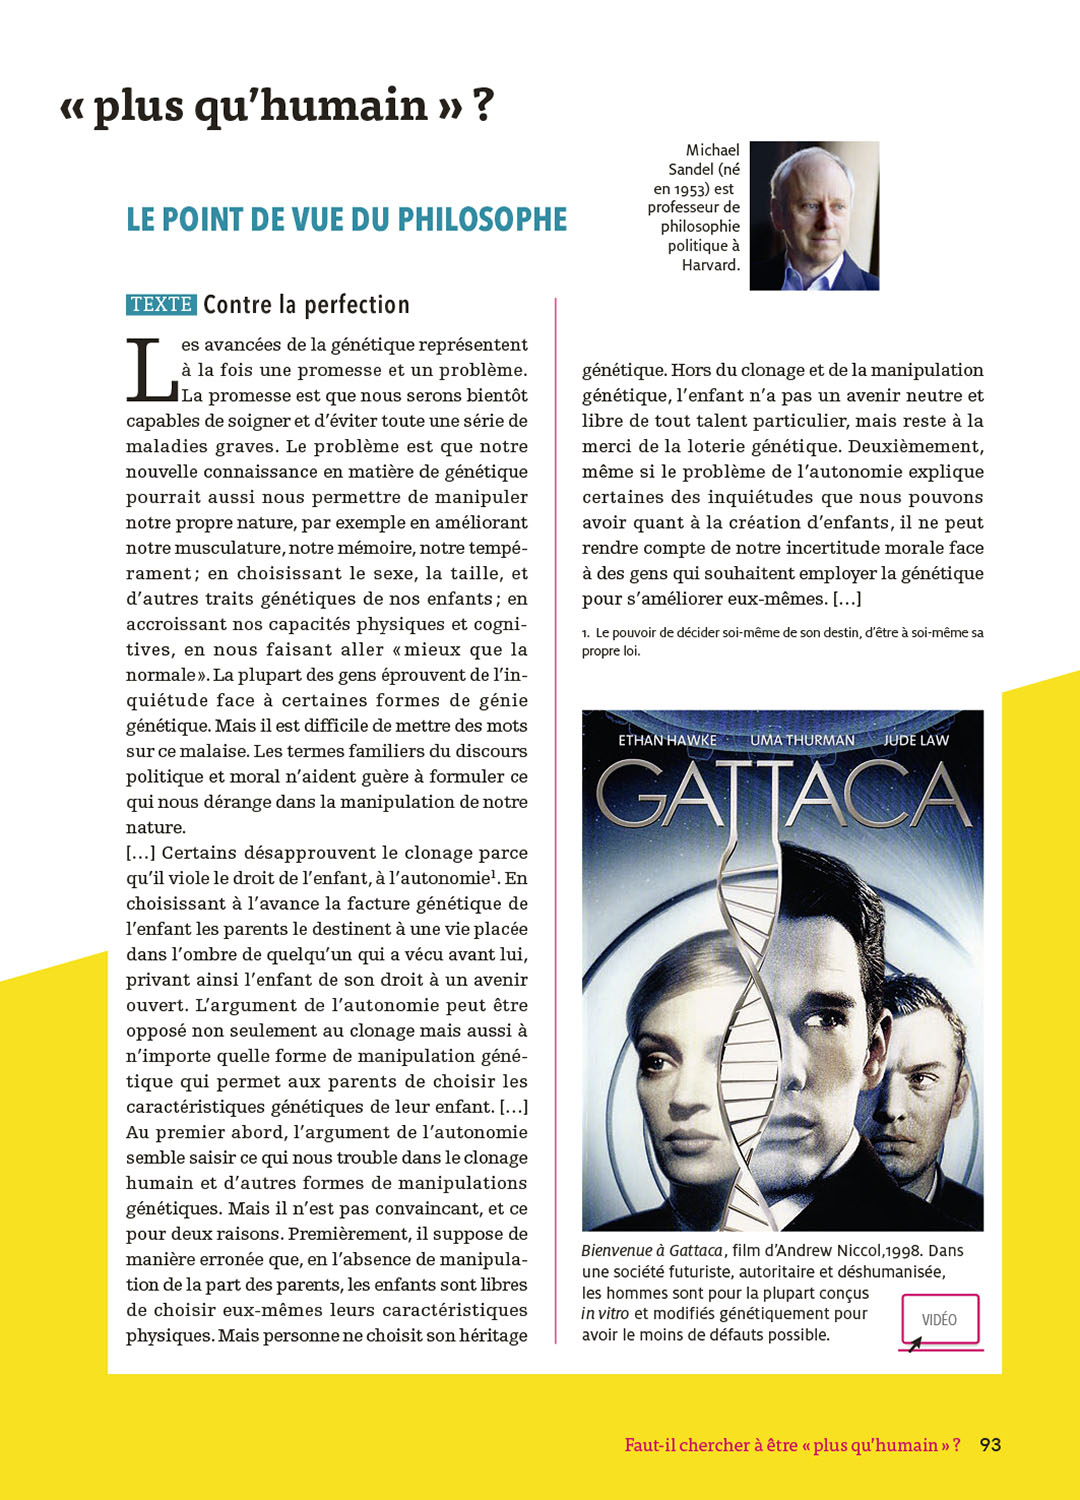 « plus qu’humain » ?
Michael
Sandel (né
en 1953) est
professeur de
philosophie
politique à
Harvard.
LE POINT DE VUE DU PHILOSOPHE
TEXTE Contre la perfection
Les avancées de la génétique représentent
à la fois une promesse et un problème.
La promesse est que nous serons bientôt
capables de soigner et d’éviter toute une série de
maladies graves. Le problème est que notre
nouvelle connaissance en matière de génétique
pourrait aussi nous permettre de manipuler
notre propre nature, par exemple en améliorant
notre musculature, notre mémoire, notre tempé-
rament ; en choisissant le sexe, la taille, et
d’autres traits génétiques de nos enfants ; en
accroissant nos capacités physiques et cogni-
tives, en nous faisant aller « mieux que la
normale ». La plupart des gens éprouvent de l’in-
quiétude face à certaines formes de génie
génétique. Mais il est difficile de mettre des mots
sur ce malaise. Les termes familiers du discours
politique et moral n’aident guère à formuler ce
qui nous dérange dans la manipulation de notre
nature.
[…] Certains désapprouvent le clonage parce
qu’il viole le droit de l’enfant, à l’autonomie¹. En
choisissant à l’avance la facture génétique de
l’enfant les parents le destinent à une vie placée
dans l’ombre de quelqu’un qui a vécu avant lui,
privant ainsi l’enfant de son droit à un avenir
ouvert. L’argument de l’autonomie peut être
opposé non seulement au clonage mais aussi à
n’importe quelle forme de manipulation géné-
tique qui permet aux parents de choisir les
caractéristiques génétiques de leur enfant. […]
Au premier abord, l’argument de l’autonomie
semble saisir ce qui nous trouble dans le clonage
humain et d’autres formes de manipulations
génétiques. Mais il n’est pas convaincant, et ce
pour deux raisons. Premièrement, il suppose de
manière erronée que, en l’absence de manipula-
tion de la part des parents, les enfants sont libres
de choisir eux-mêmes leurs caractéristiques
physiques. Mais personne ne choisit son héritage
génétique. Hors du clonage et de la manipulation
génétique, l’enfant n’a pas un avenir neutre et
libre de tout talent particulier, mais reste à la
merci de la loterie génétique. Deuxièmement,
même si le problème de l’autonomie explique
certaines des inquiétudes que nous pouvons
avoir quant à la création d’enfants, il ne peut
rendre compte de notre incertitude morale face
à des gens qui souhaitent employer la génétique
pour s’améliorer eux-mêmes. […]
1. Le pouvoir de décider soi-même de son destin, d’être à soi-même sa
propre loi.
ETHAN HAWKE UMA THURMAN JUDE LAW
GATTACA
Bienvenue à Gattaca, film d’Andrew Niccol,1998. Dans
une société futuriste, autoritaire et déshumanisée,
les hommes sont pour la plupart conçus
in vitro et modifiés génétiquement pour
avoir le moins de défauts possible.
VIDÉO
Faut-il chercher à être « plus qu’humain » ? 93